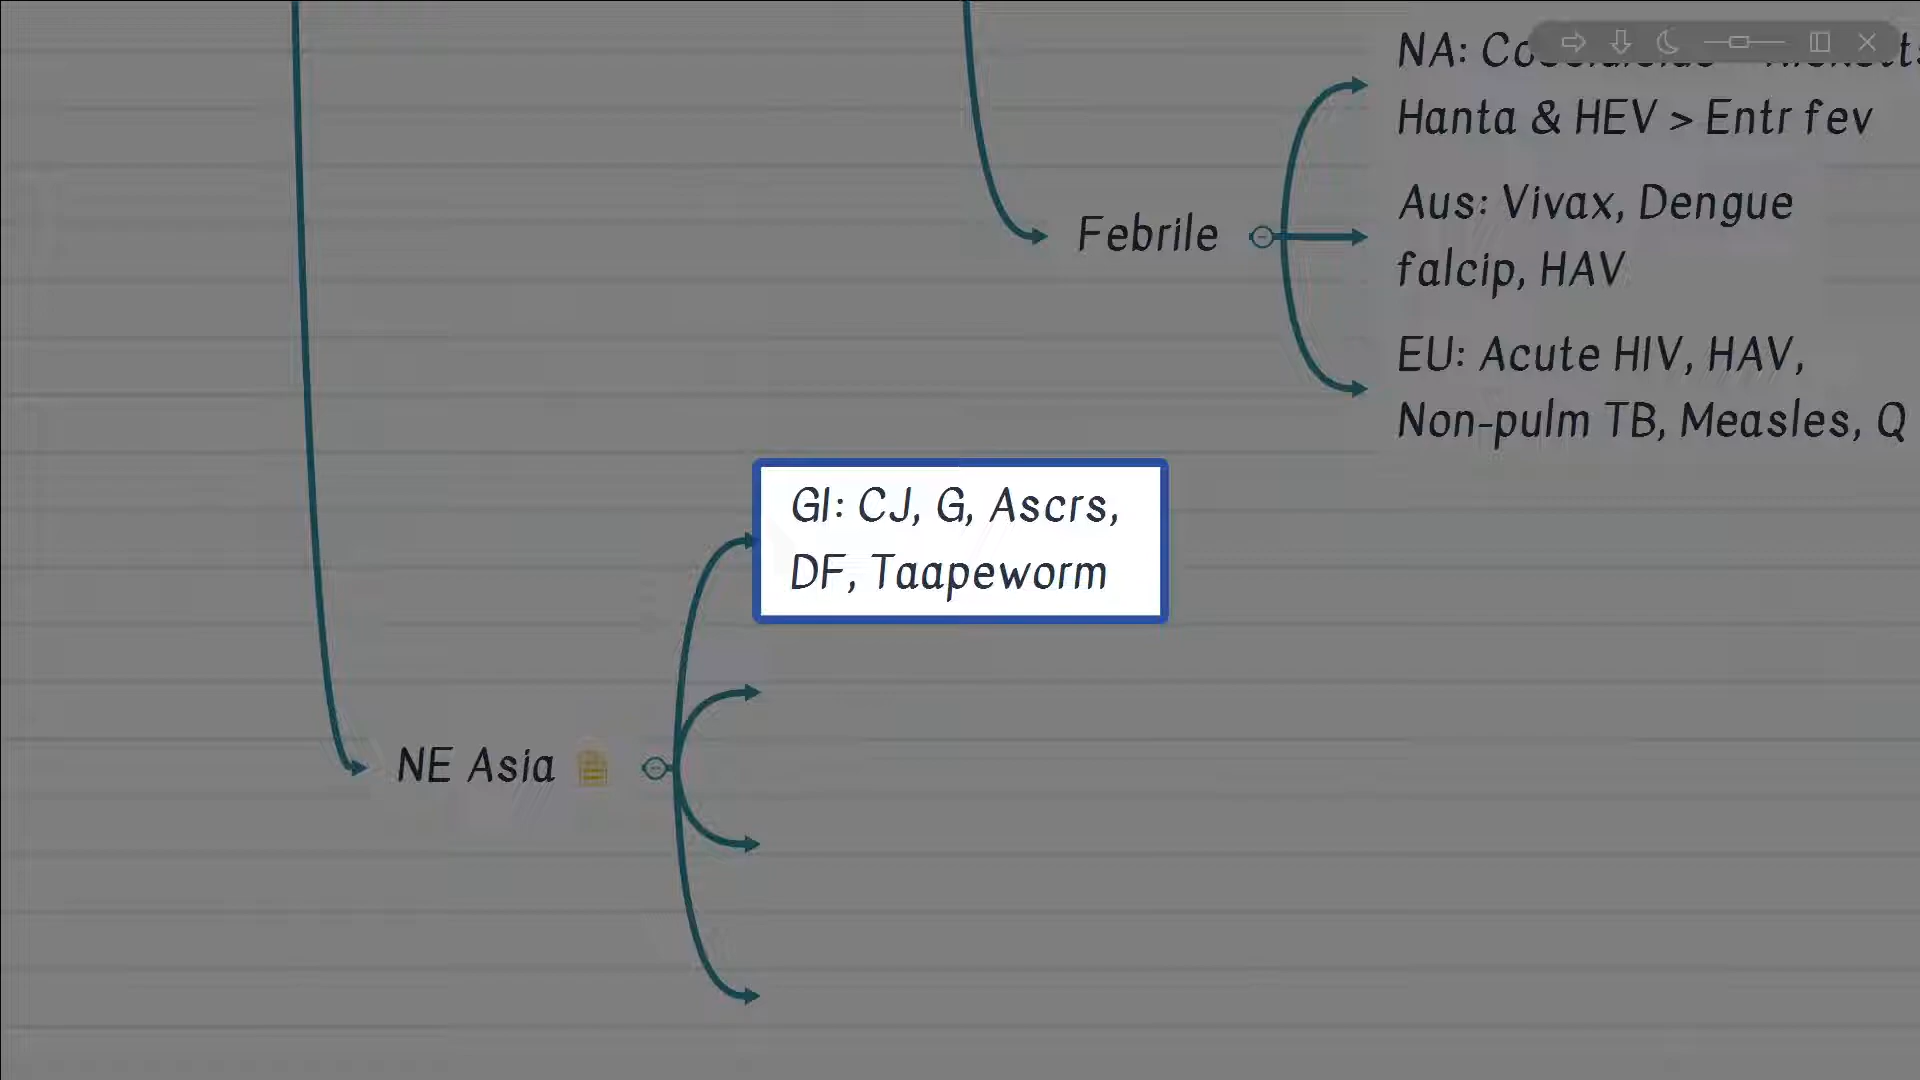 NA: Co
Hanta & HEV > Entr fev
Febrile
Aus: Vivax, Dengue
falcip, HAV
EU: Acute HIV, HAV,
Non-pulm TB, Measles, Q
GI: CJ, G, Ascrs,
DF, Taapeworm
NE Asia